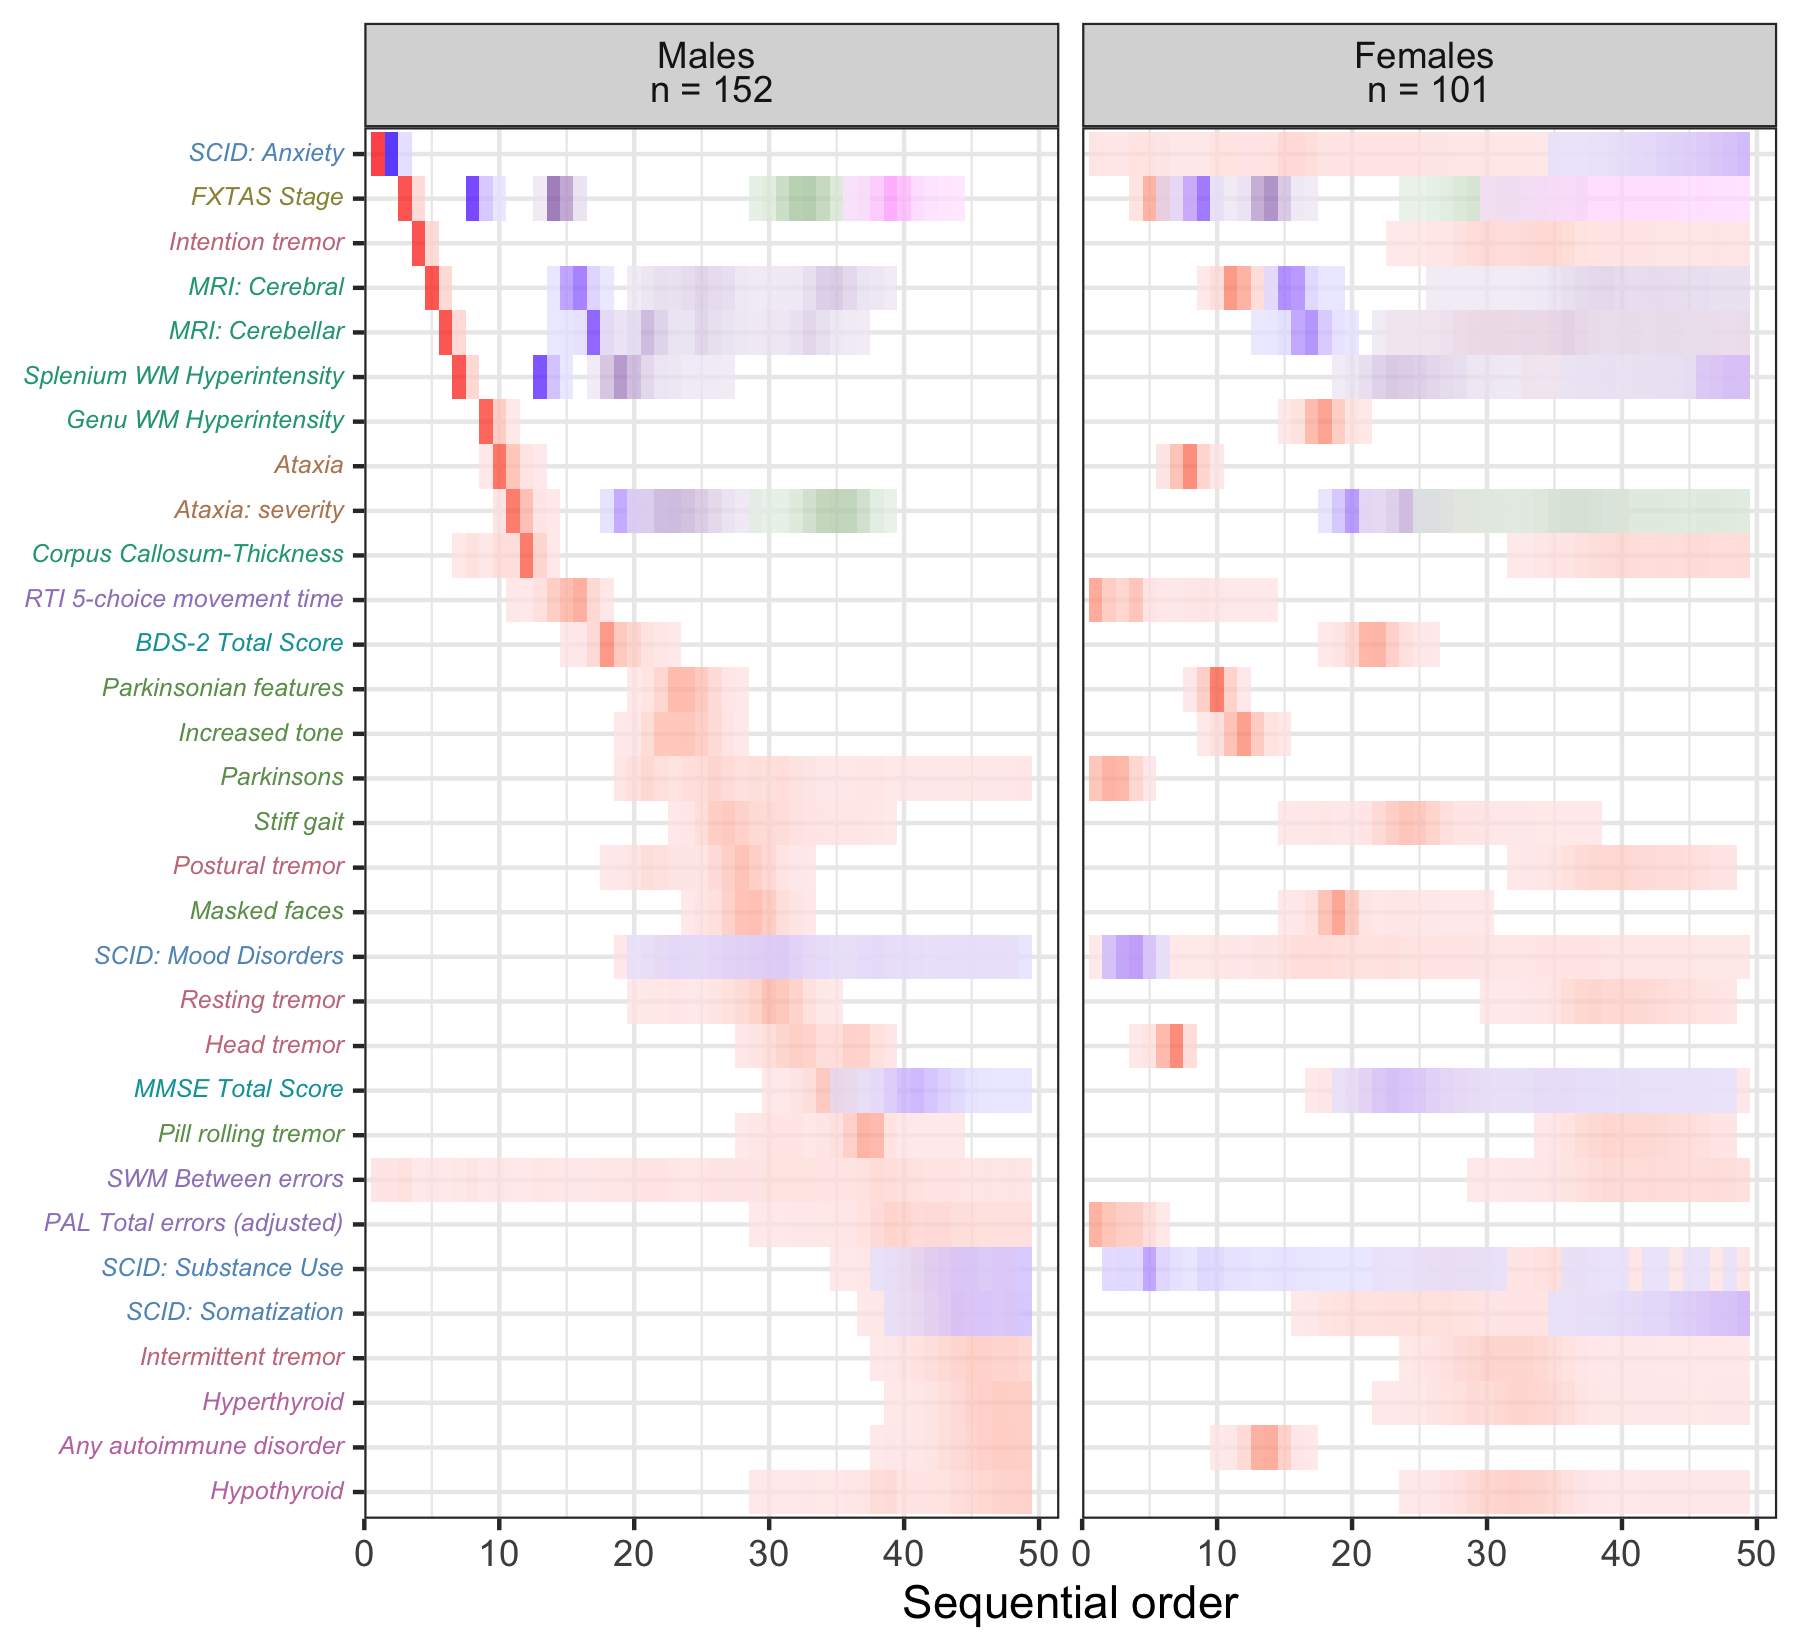 Males
n = 152
Females
n = 101
SCID: Anxiety
FXTAS Stage
Intention tremor
MRI: Cerebral
MRI: Cerebellar
Splenium WM Hyperintensity
Genu WM Hyperintensity
Ataxia
Ataxia: severity
Corpus Callosum-Thickness
RTI 5-choice movement time
BDS-2 Total Score
Parkinsonian features
Increased tone
Parkinsons
Stiff gait
Postural tremor
Masked faces
SCID: Mood Disorders
Resting tremor
Head tremor
MMSE Total Score
Pill rolling tremor
SWM Between errors
PAL Total errors (adjusted)
SCID: Substance Use
SCID: Somatization
Intermittent tremor
Hyperthyroid
Any autoimmune disorder
Hypothyroid
0 10 20 30 40 50 0 10 20 30 40 50
Sequential order